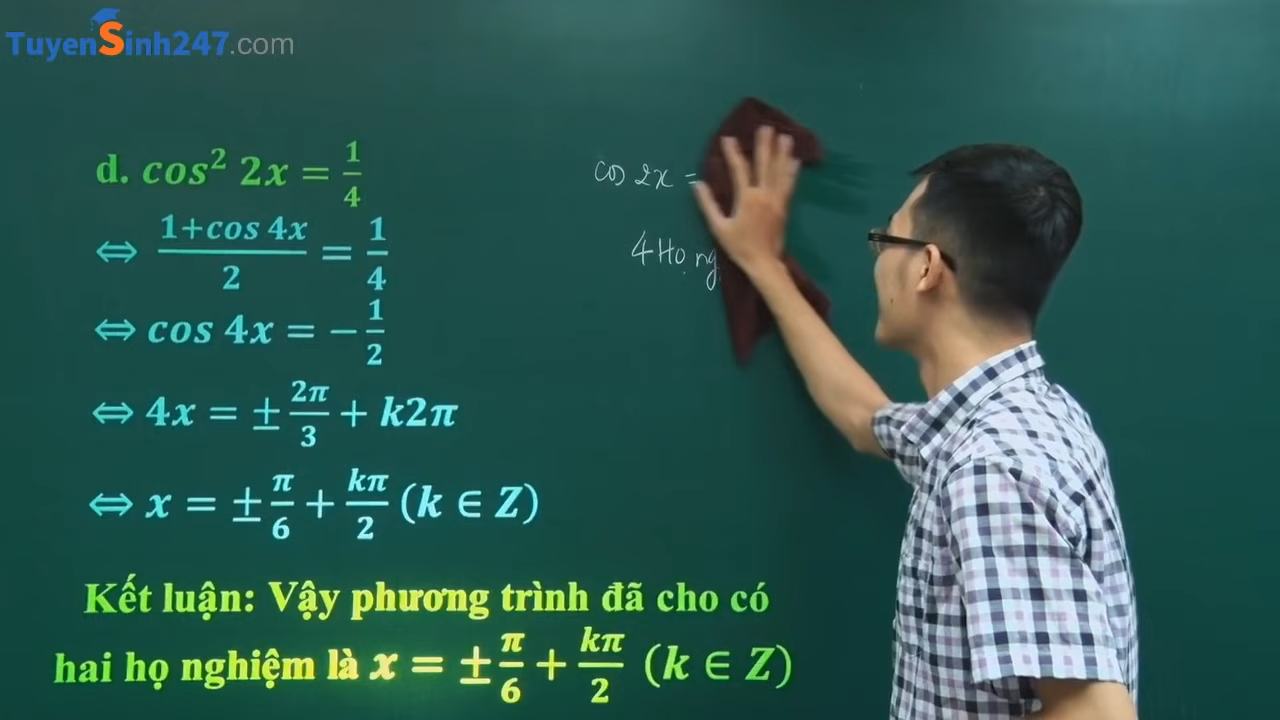 TuyenSinh247.com
d. cos² 2x = 1/4
⇔ (1+cos 4x)/2 = 1/4
⇔ cos 4x = −1/2
⇔ 4x = ± 2π/3 + k2π
⇔ x = ± π/6 + kπ/2 (k ∈ Z)
Kết luận: Vậy phương trình đã cho có
hai họ nghiệm là x = ± π/6 + kπ/2 (k ∈ Z)
cos 2x =
4 Họ